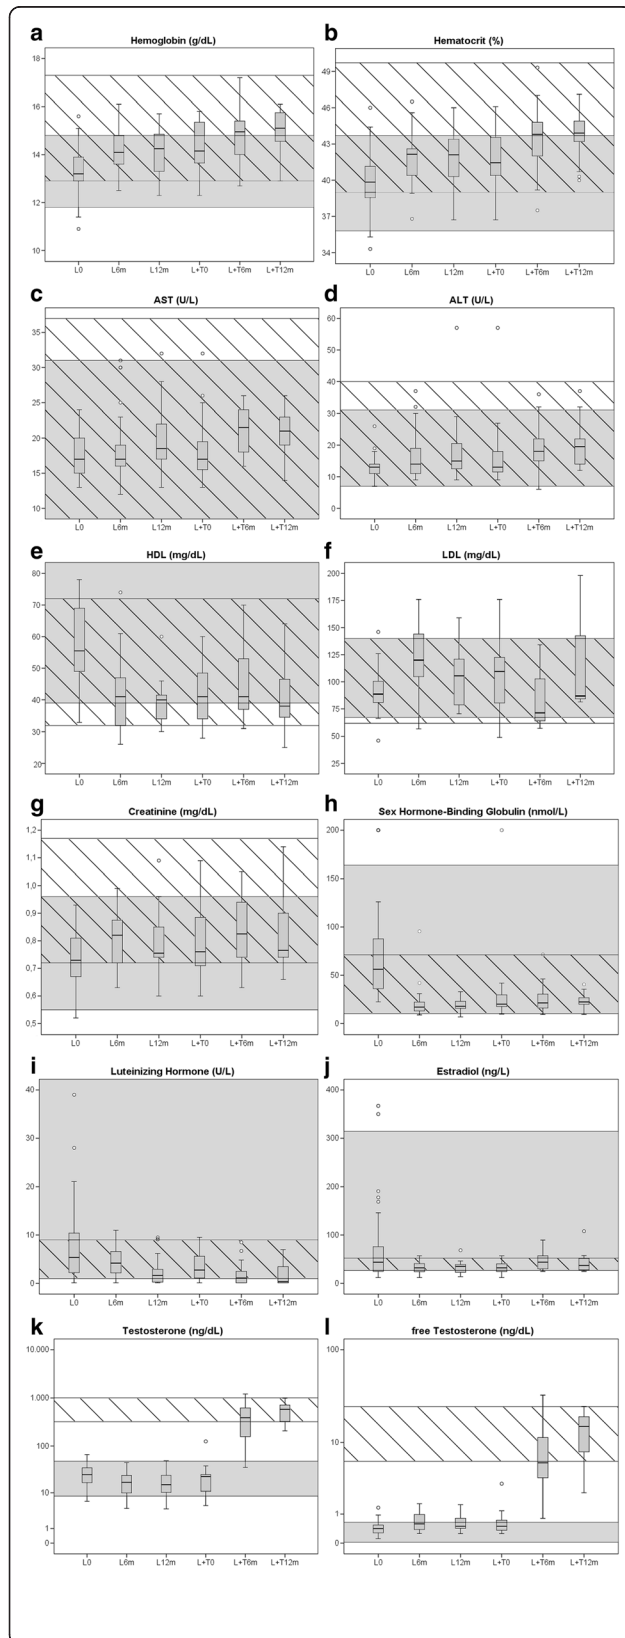 a
Hemoglobin (g/dL)
18
16
14
12
10
L0 L6m L12m L+T0 L+T6m L+T12m
b
Hematocrit (%)
49
46
43
40
37
34
L0 L6m L12m L+T0 L+T6m L+T12m
c
AST (U/L)
35
30
25
20
15
10
L0 L6m L12m L+T0 L+T6m L+T12m
d
ALT (U/L)
60
50
40
30
20
10
0
L0 L6m L12m L+T0 L+T6m L+T12m
e
HDL (mg/dL)
80
70
60
50
40
30
20
L0 L6m L12m L+T0 L+T6m L+T12m
f
LDL (mg/dL)
200
175
150
125
100
75
50
25
L0 L6m L12m L+T0 L+T6m L+T12m
g
Creatinine (mg/dL)
1,2
1,1
1,0
0,9
0,8
0,7
0,6
0,5
L0 L6m L12m L+T0 L+T6m L+T12m
h
Sex Hormone-Binding Globulin (nmol/L)
200
150
100
50
0
L0 L6m L12m L+T0 L+T6m L+T12m
i
Luteinizing Hormone (U/L)
40
30
20
10
0
L0 L6m L12m L+T0 L+T6m L+T12m
j
Estradiol (ng/L)
400
300
200
100
0
L0 L6m L12m L+T0 L+T6m L+T12m
k
Testosterone (ng/dL)
10.000
1.000
100
10
1
0
L0 L6m L12m L+T0 L+T6m L+T12m
l
free Testosterone (ng/dL)
100
10
1
0
L0 L6m L12m L+T0 L+T6m L+T12m